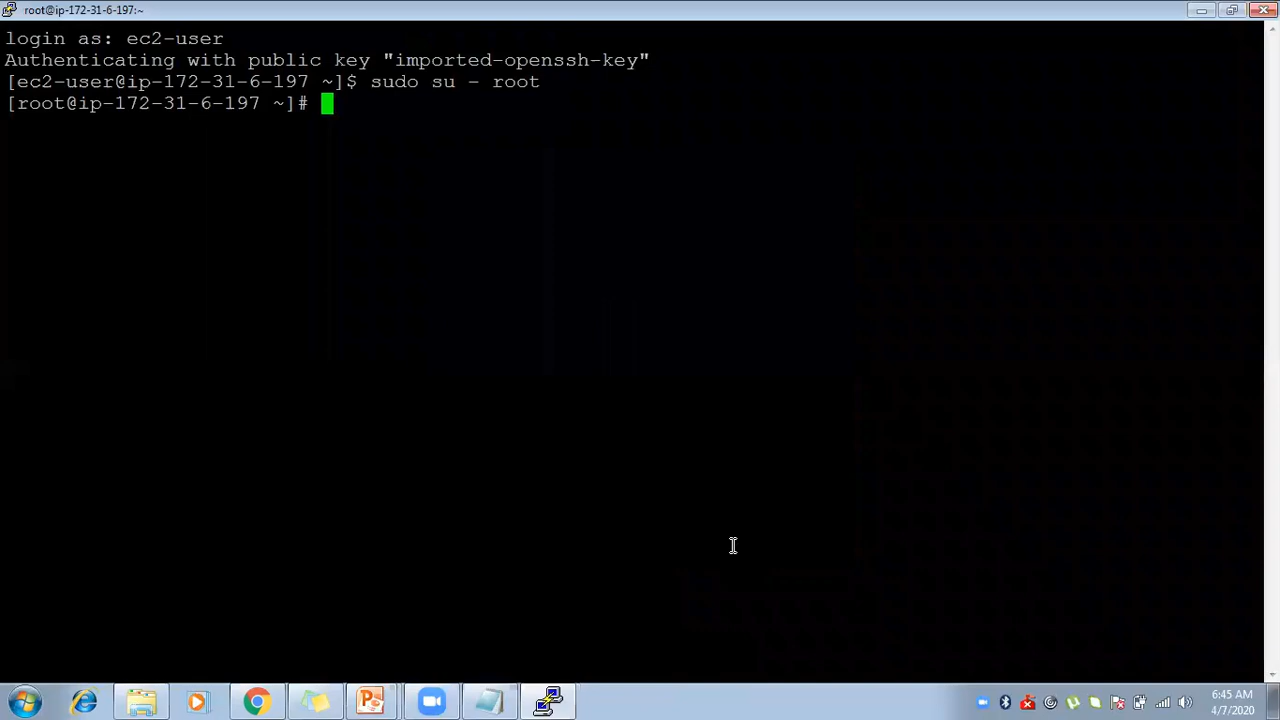 root@ip-172-31-6-197:~
login as: ec2-user
Authenticating with public key "imported-openssh-key"
[ec2-user@ip-172-31-6-197 ~]$ sudo su - root
[root@ip-172-31-6-197 ~]#
6:45 AM
4/7/2020